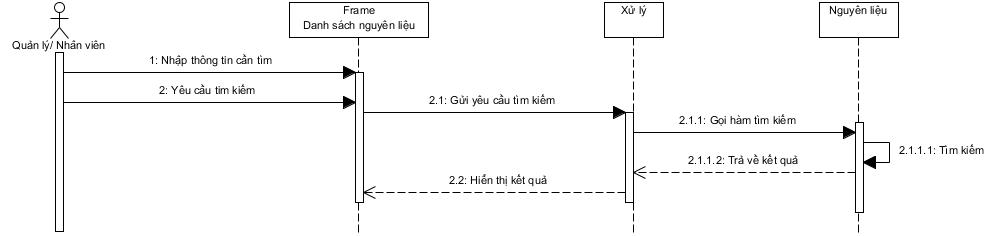 Frame
Danh sách nguyên liệu
Xử lý
Nguyên liệu
Quản lý/ Nhân viên
1: Nhập thông tin cần tìm
2: Yêu cầu tim kiếm
2.1: Gửi yêu cầu tìm kiếm
2.1.1: Gọi hàm tìm kiếm
2.1.1.1: Tìm kiếm
2.1.1.2: Trả về kết quả
2.2: Hiển thị kết quả